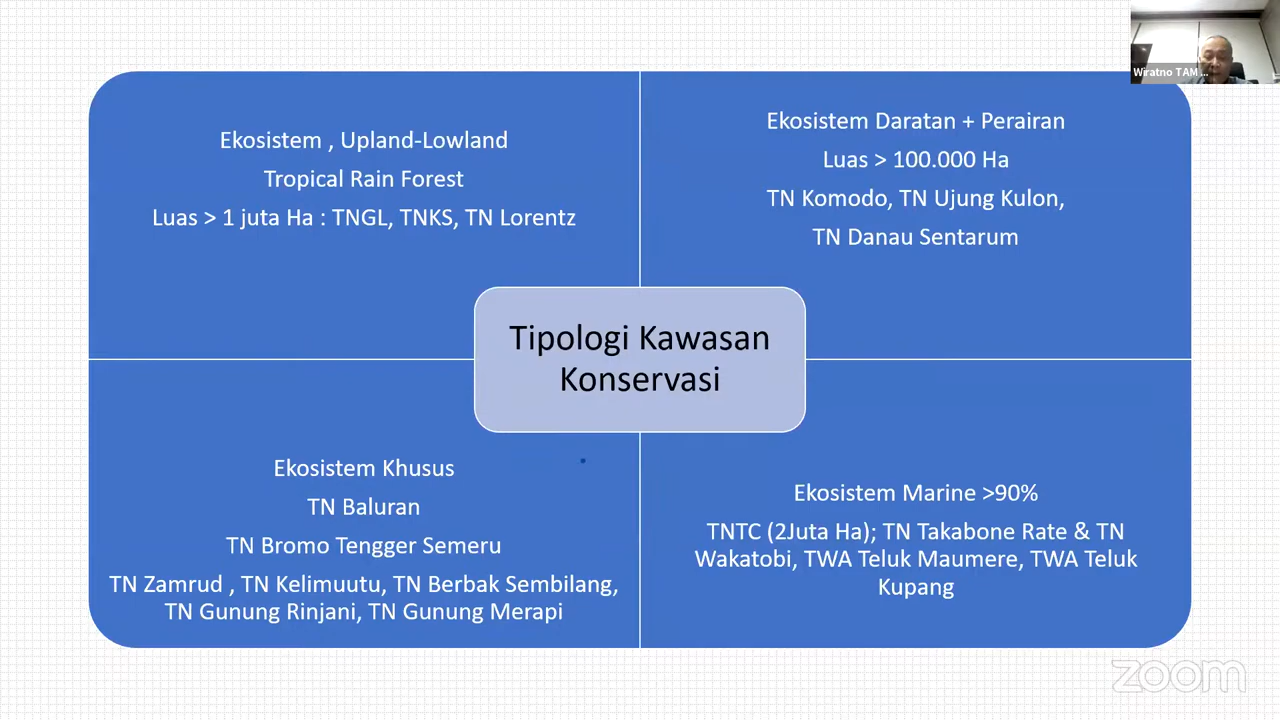 Wiratno TAM ...
Ekosistem , Upland-Lowland
Tropical Rain Forest
Luas > 1 juta Ha : TNGL, TNKS, TN Lorentz
Ekosistem Daratan + Perairan
Luas > 100.000 Ha
TN Komodo, TN Ujung Kulon,
TN Danau Sentarum
Tipologi Kawasan
Konservasi
Ekosistem Khusus
TN Baluran
TN Bromo Tengger Semeru
TN Zamrud , TN Kelimuutu, TN Berbak Sembilang,
TN Gunung Rinjani, TN Gunung Merapi
Ekosistem Marine >90%
TNTC (2Juta Ha); TN Takabone Rate & TN
Wakatobi, TWA Teluk Maumere, TWA Teluk
Kupang
zoom